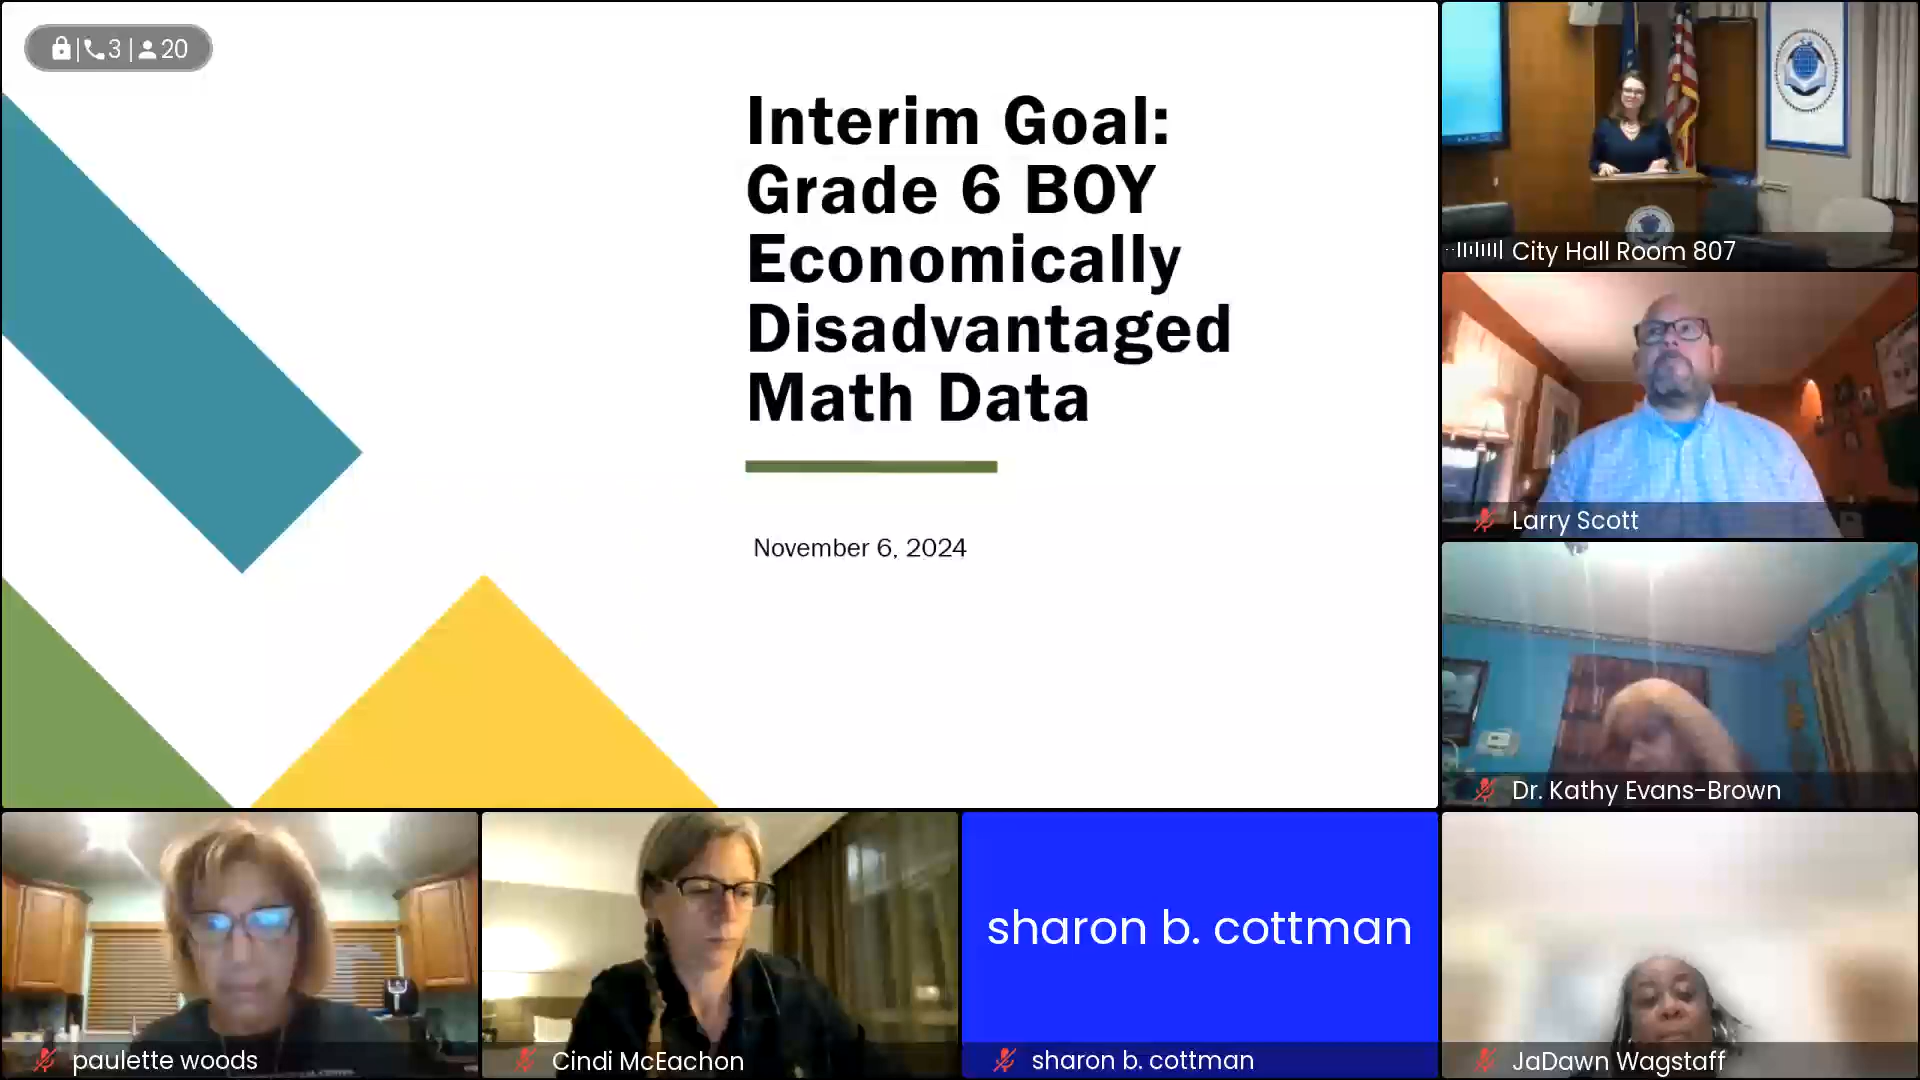 3 20
Interim Goal:
Grade 6 BOY
Economically
Disadvantaged
Math Data
November 6, 2024
City Hall Room 807
Larry Scott
Dr. Kathy Evans-Brown
paulette woods
Cindi McEachon
sharon b. cottman
sharon b. cottman
JaDawn Wagstaff